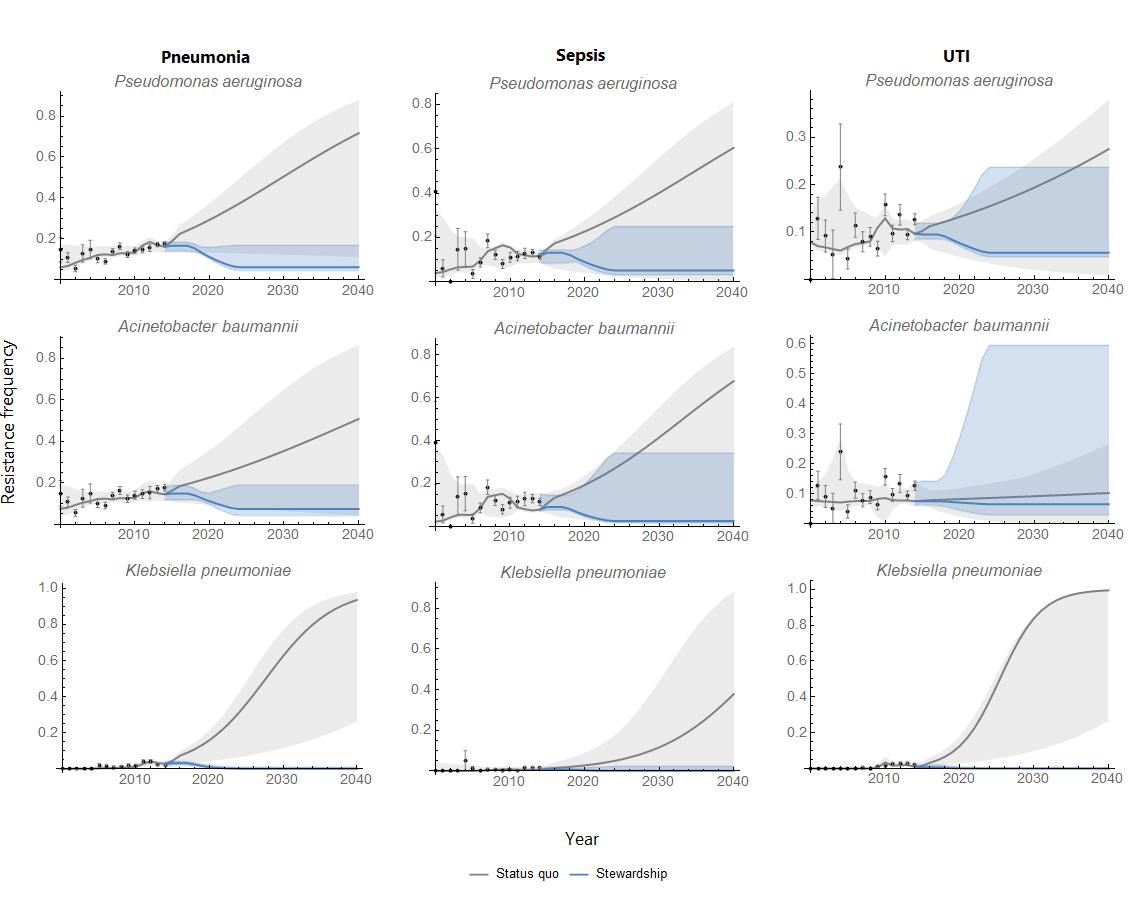 Pneumonia Sepsis UTI
Pseudomonas aeruginosa Pseudomonas aeruginosa Pseudomonas aeruginosa
0.8 0.8 0.3
0.6 0.6 0.2
0.4 0.4 0.1
0.2 0.2
2010 2020 2030 2040 2010 2020 2030 2040 2010 2020 2030 2040
Acinetobacter baumannii Acinetobacter baumannii Acinetobacter baumannii
0.8 0.8 0.6
0.6 0.6 0.5
0.4 0.4 0.4
0.2 0.2 0.3
0.2
0.1
2010 2020 2030 2040 2010 2020 2030 2040 2010 2020 2030 2040
Resistance frequency
Klebsiella pneumoniae Klebsiella pneumoniae Klebsiella pneumoniae
1.0 0.8 1.0
0.8 0.6 0.8
0.6 0.4 0.6
0.4 0.2 0.4
0.2 0.2
2010 2020 2030 2040 2010 2020 2030 2040 2010 2020 2030 2040
Year
Status quo Stewardship